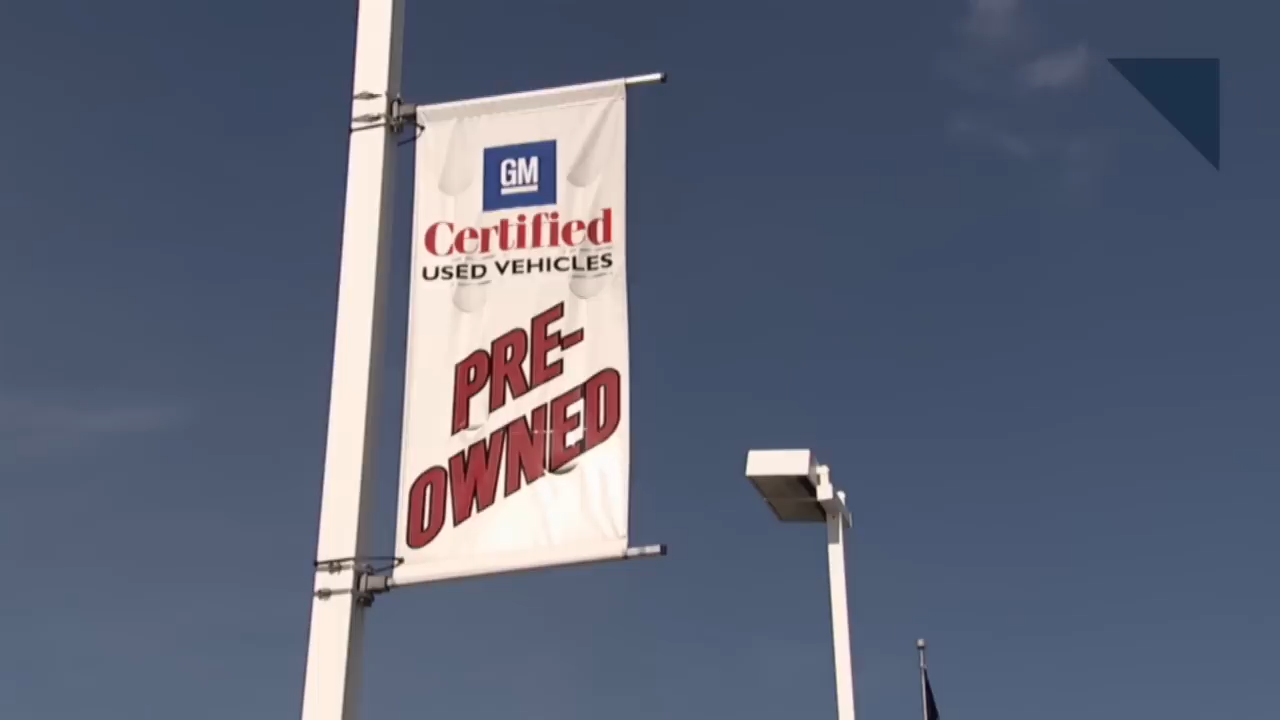 GM
Certified
USED VEHICLES
PRE-
OWNED